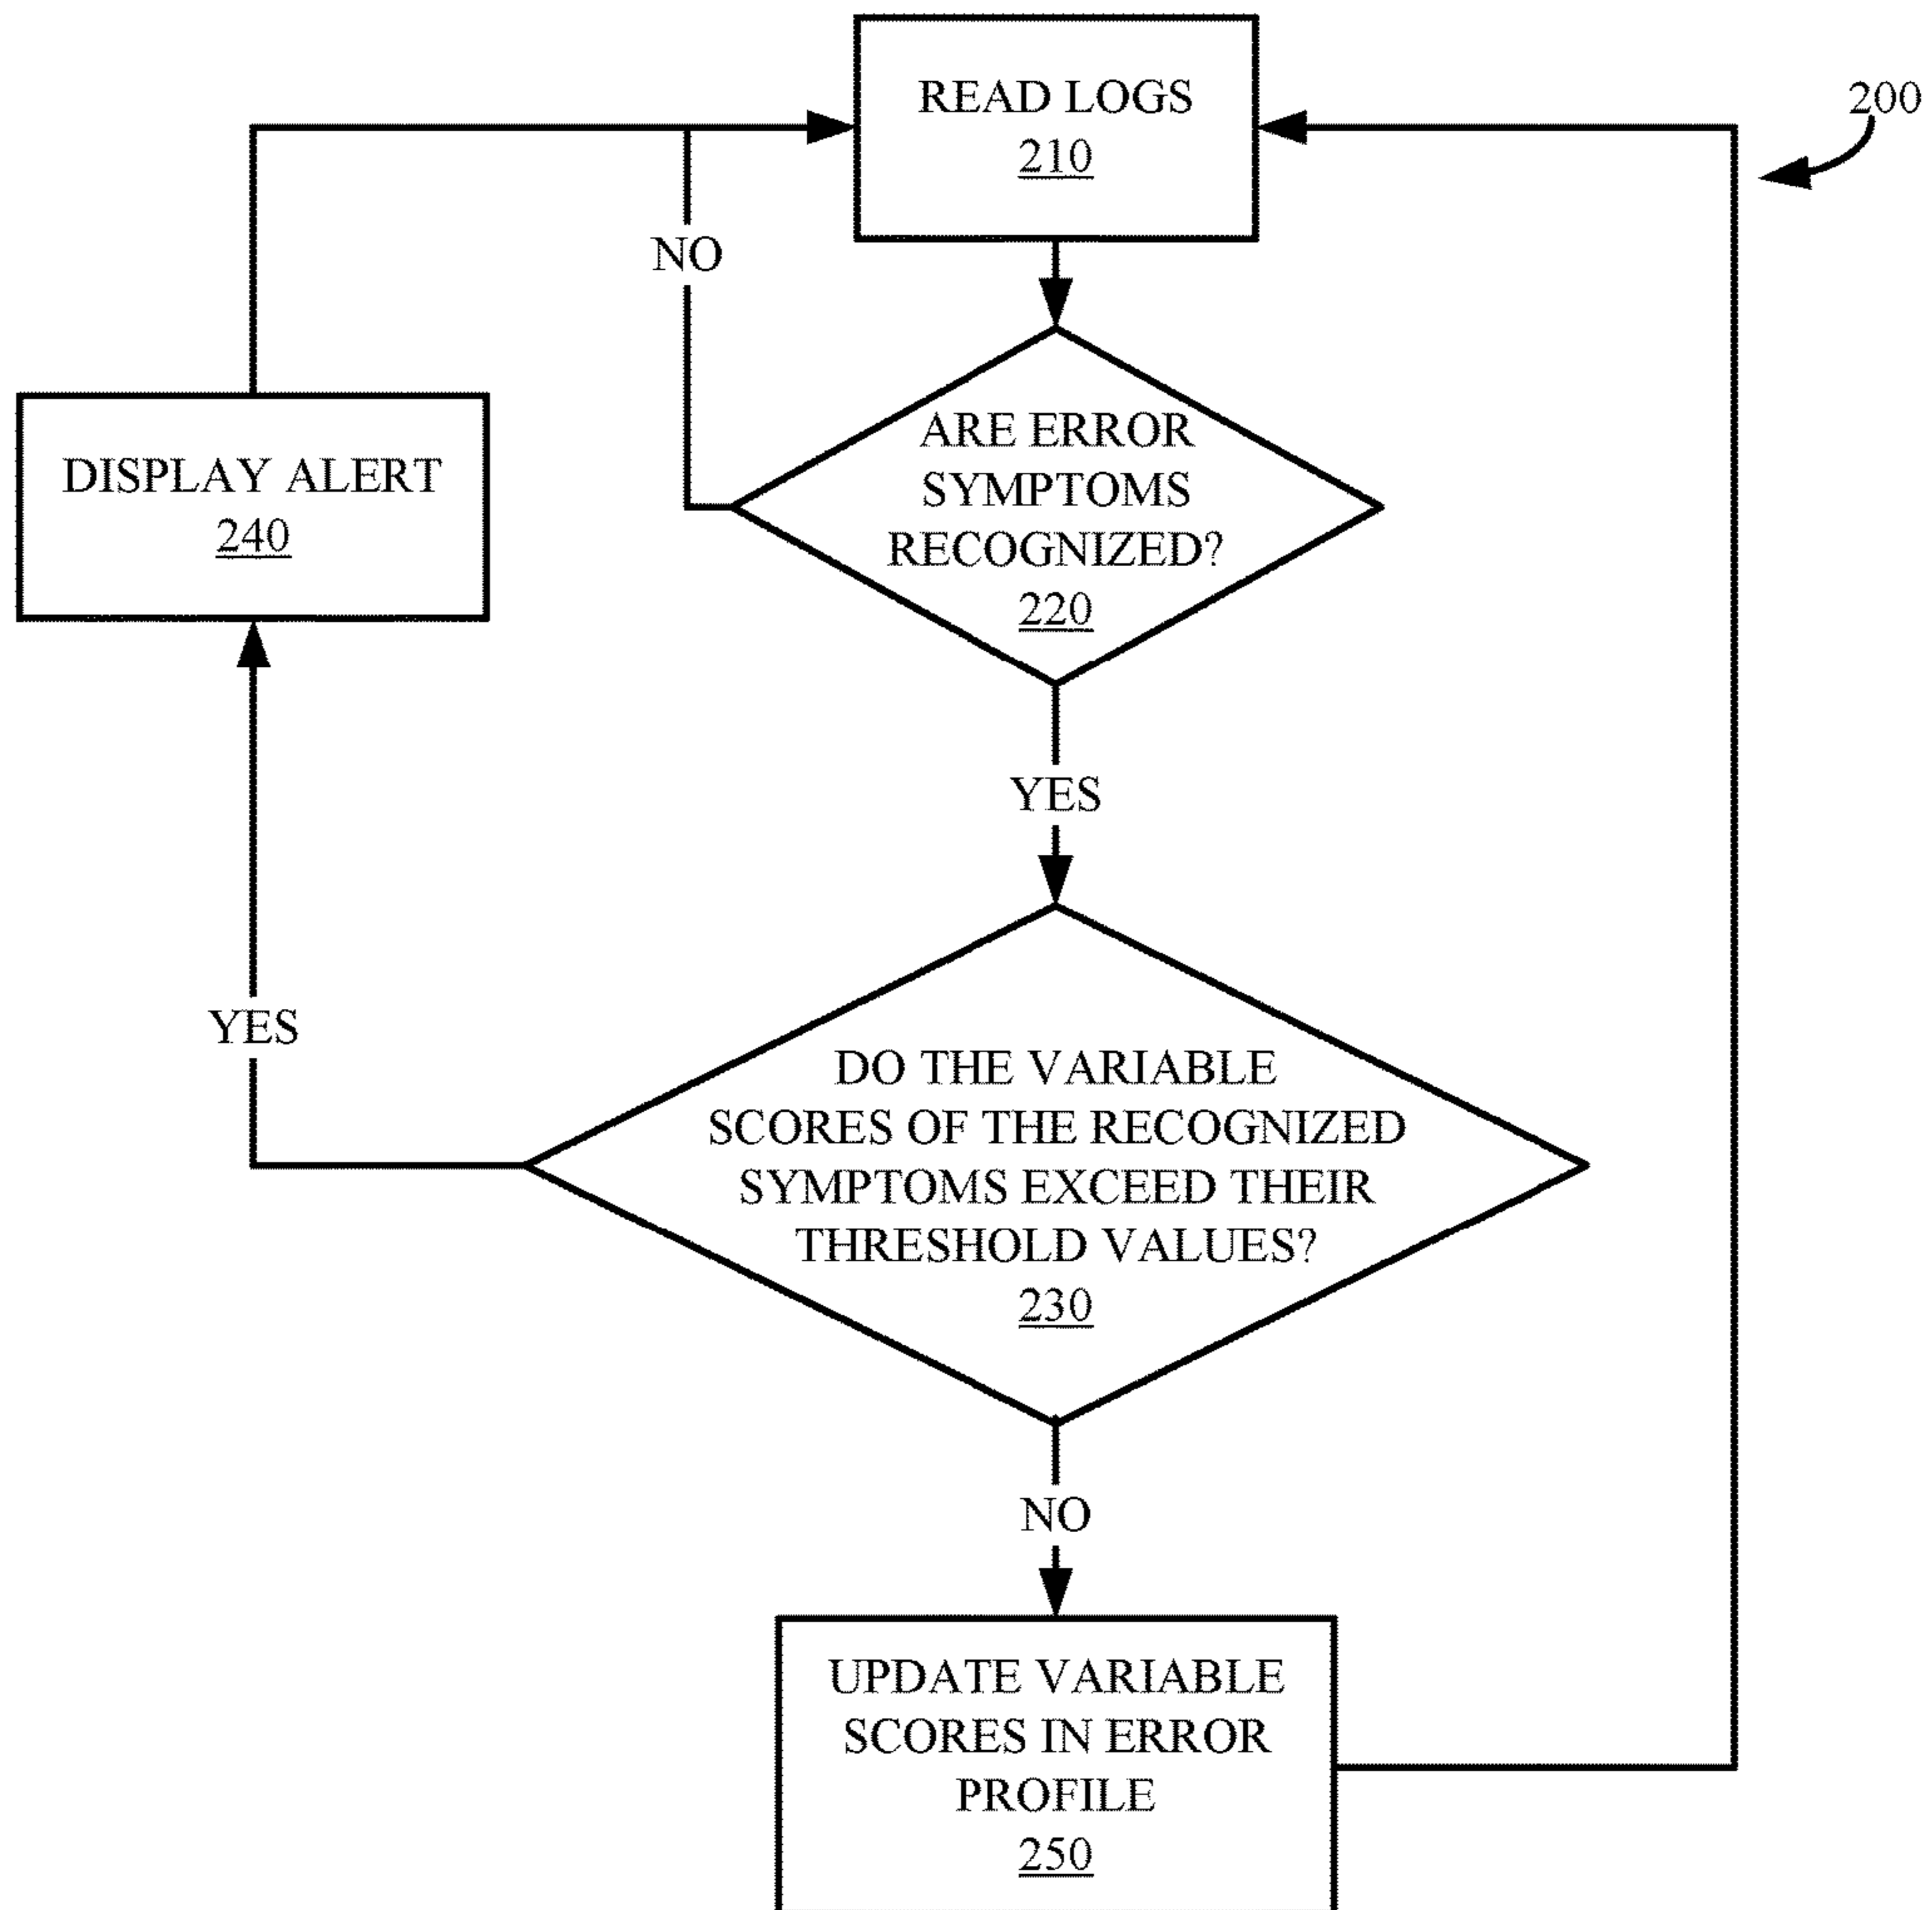 READ LOGS
210
200
NO
ARE ERROR
SYMPTOMS
RECOGNIZED?
220
DISPLAY ALERT
240
YES
YES
DO THE VARIABLE
SCORES OF THE RECOGNIZED
SYMPTOMS EXCEED THEIR
THRESHOLD VALUES?
230
NO
UPDATE VARIABLE
SCORES IN ERROR
PROFILE
250